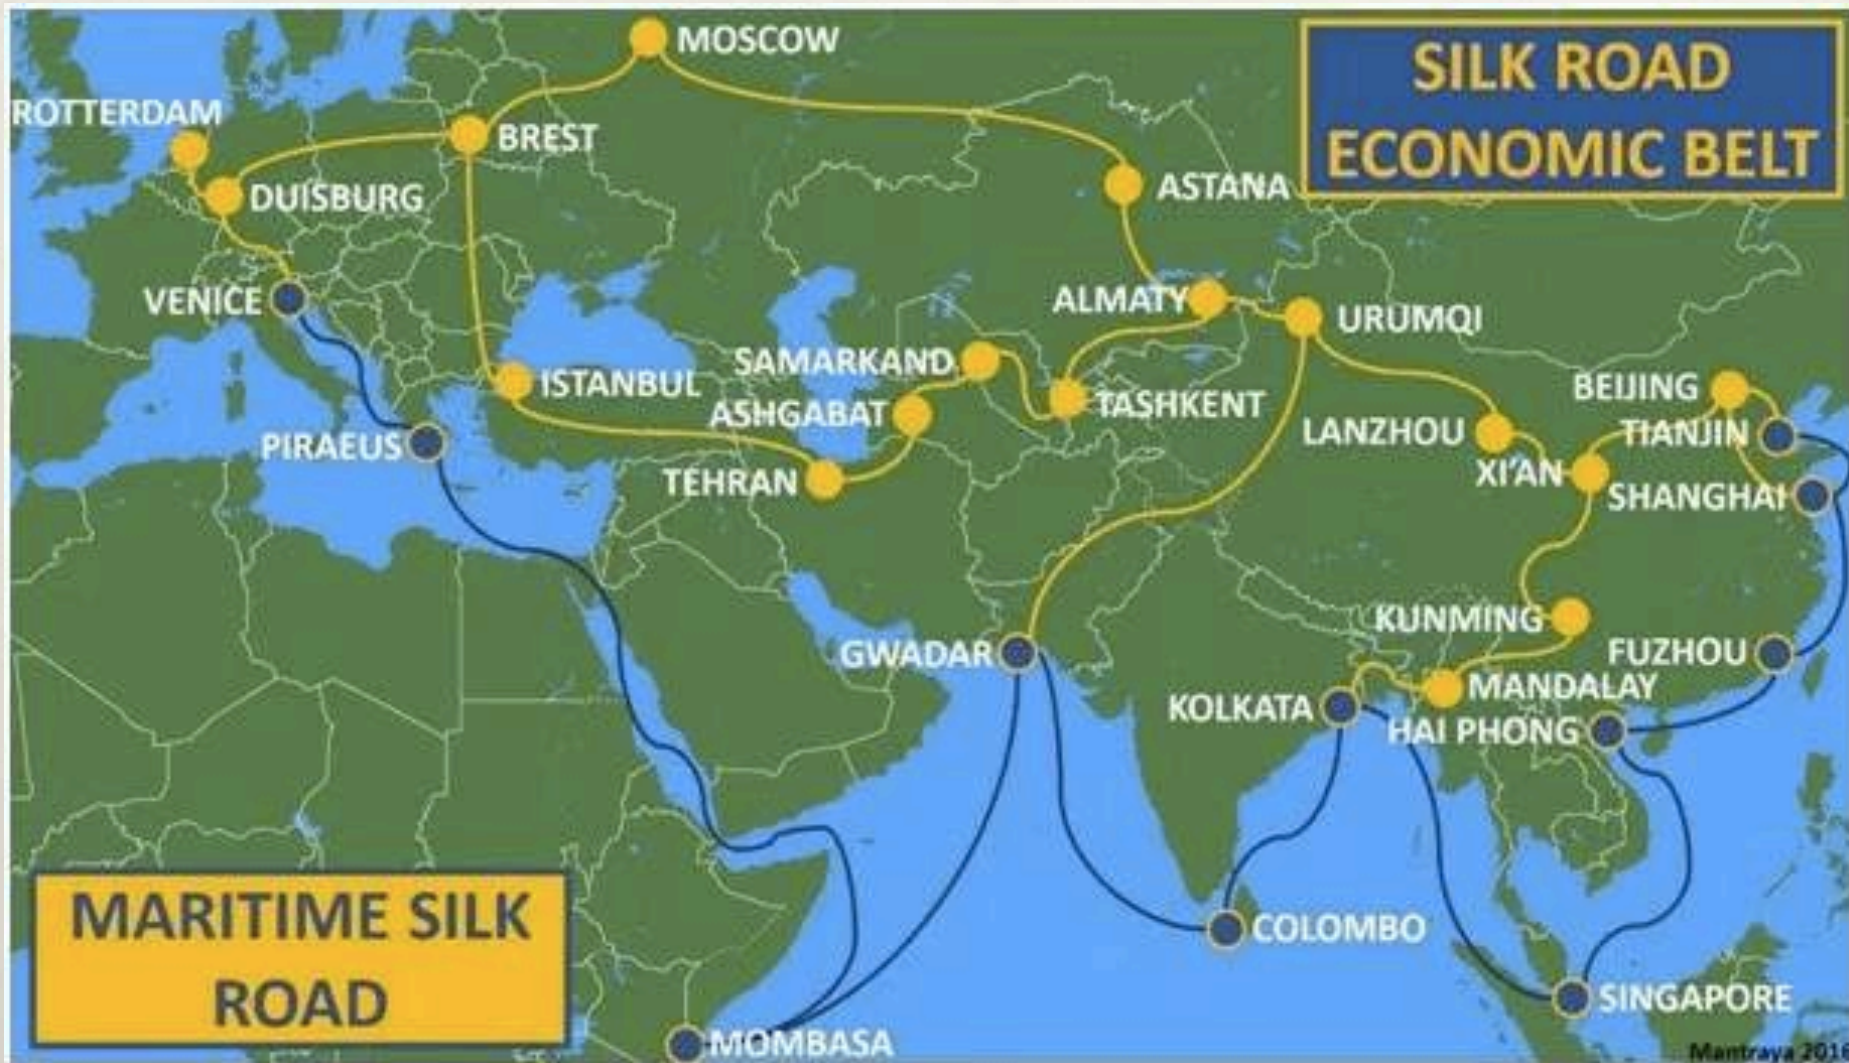 MOSCOW
SILK ROAD
ECONOMIC BELT
ROTTERDAM
BREST
DUISBURG
ASTANA
VENICE
ALMATY
URUMQI
SAMARKAND
ISTANBUL
ASHGABAT
TASHKENT
BEIJING
LANZHOU
TIANJIN
PIRAEUS
TEHRAN
XI'AN
SHANGHAI
KUNMING
GWADAR
FUZHOU
KOLKATA
MANDALAY
HAI PHONG
MARITIME SILK
ROAD
COLOMBO
SINGAPORE
MOMBASA
Mantraya 2016